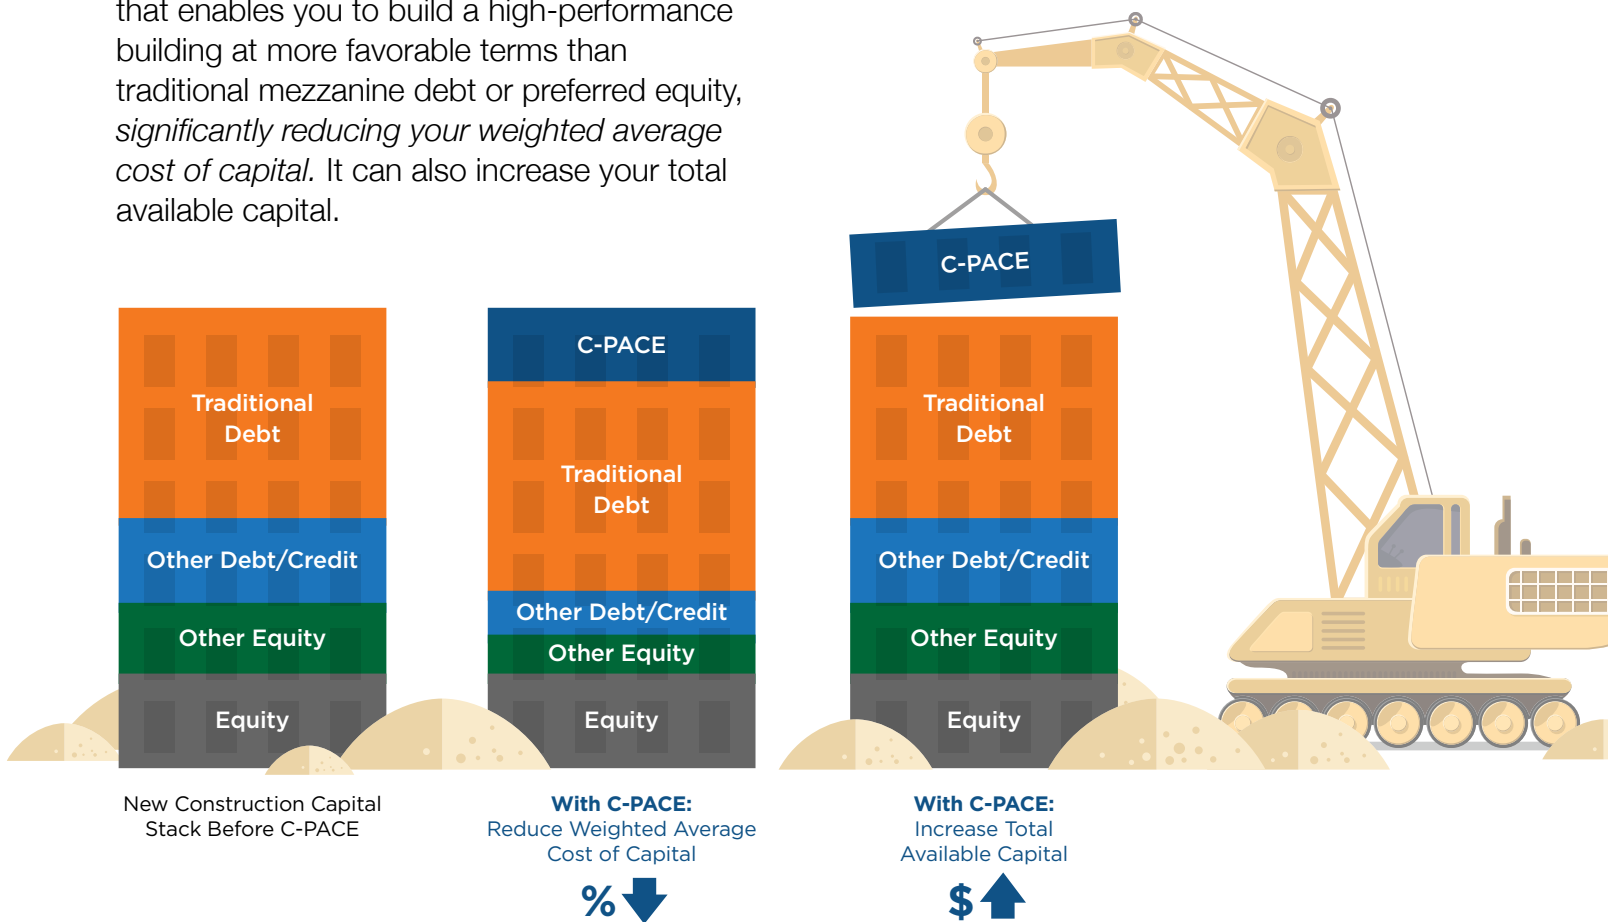 that enables you to build a high-performance
building at more favorable terms than
traditional mezzanine debt or preferred equity,
significantly reducing your weighted average
cost of capital. It can also increase your total
available capital.
C-PACE
Traditional
Debt
Other Debt/Credit
Other Equity
Equity
New Construction Capital
Stack Before C-PACE
C-PACE
Traditional
Debt
Other Debt/Credit
Other Equity
Equity
With C-PACE:
Reduce Weighted Average
Cost of Capital
%
Traditional
Debt
Other Debt/Credit
Other Equity
Equity
With C-PACE:
Increase Total
Available Capital
$